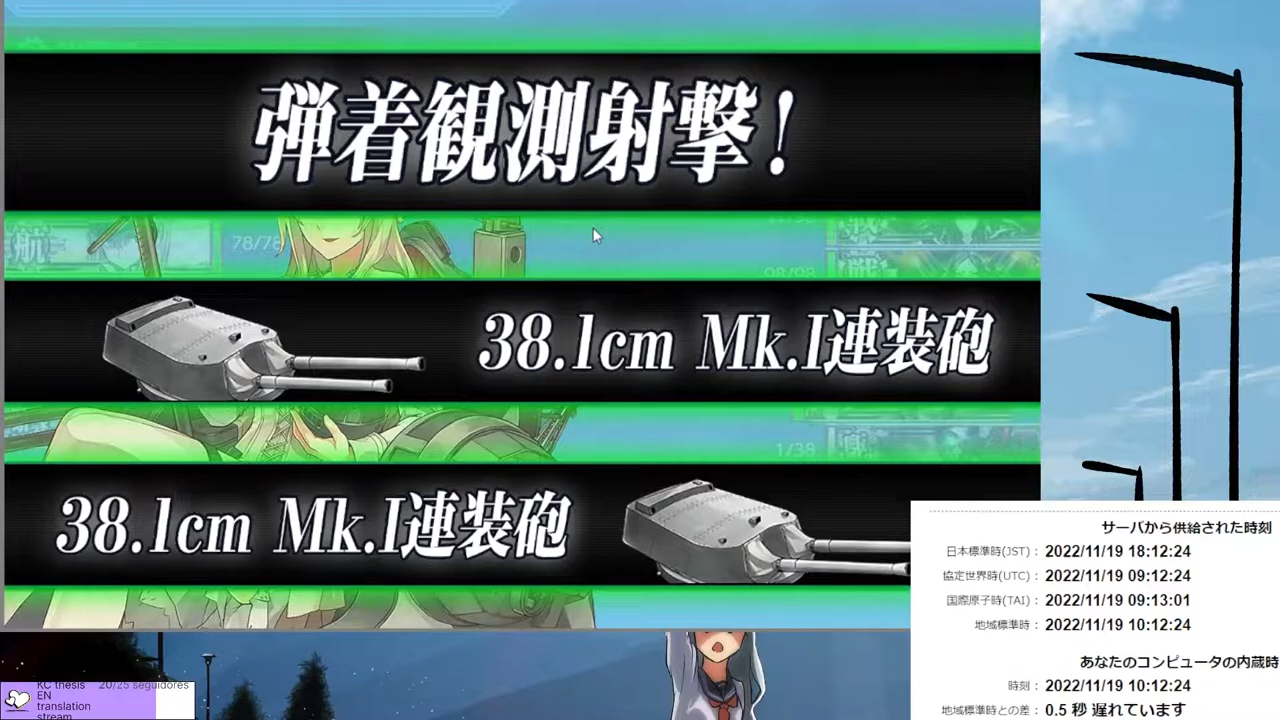 弾着観測射撃!
航
78/78
98/98
38.1cm Mk.I連装砲
1/38
38.1cm Mk.I連装砲
サーバから供給された時刻
日本標準時(JST): 2022/11/19 18:12:24
協定世界時(UTC): 2022/11/19 09:12:24
国際原子時(TAI): 2022/11/19 09:13:01
地域標準時: 2022/11/19 10:12:24
あなたのコンピュータの内蔵時
時刻: 2022/11/19 10:12:24
地域標準時との差: 0.5 秒 遅れています
KC thesis 20/25 seguidores
EN
translation
stream